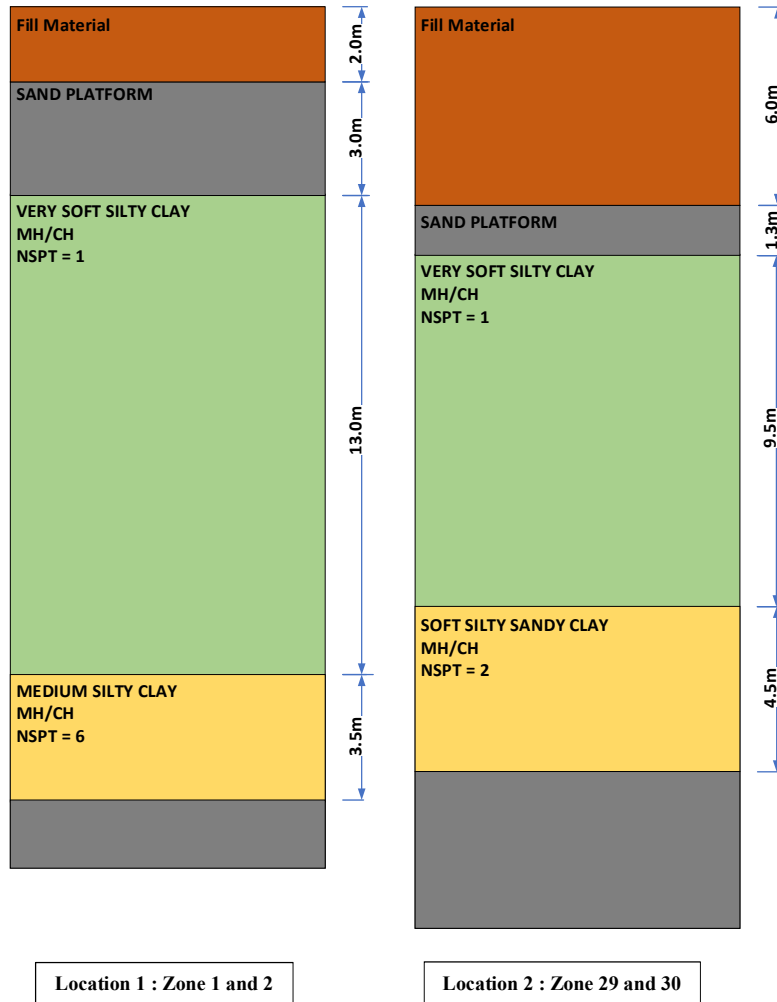 Fill Material
2.0m
SAND PLATFORM
3.0m
VERY SOFT SILTY CLAY
MH/CH
NSPT = 1
13.0m
MEDIUM SILTY CLAY
MH/CH
NSPT = 6
3.5m
Location 1 : Zone 1 and 2
Fill Material
6.0m
SAND PLATFORM
1.3m
VERY SOFT SILTY CLAY
MH/CH
NSPT = 1
9.5m
SOFT SILTY SANDY CLAY
MH/CH
NSPT = 2
4.5m
Location 2 : Zone 29 and 30